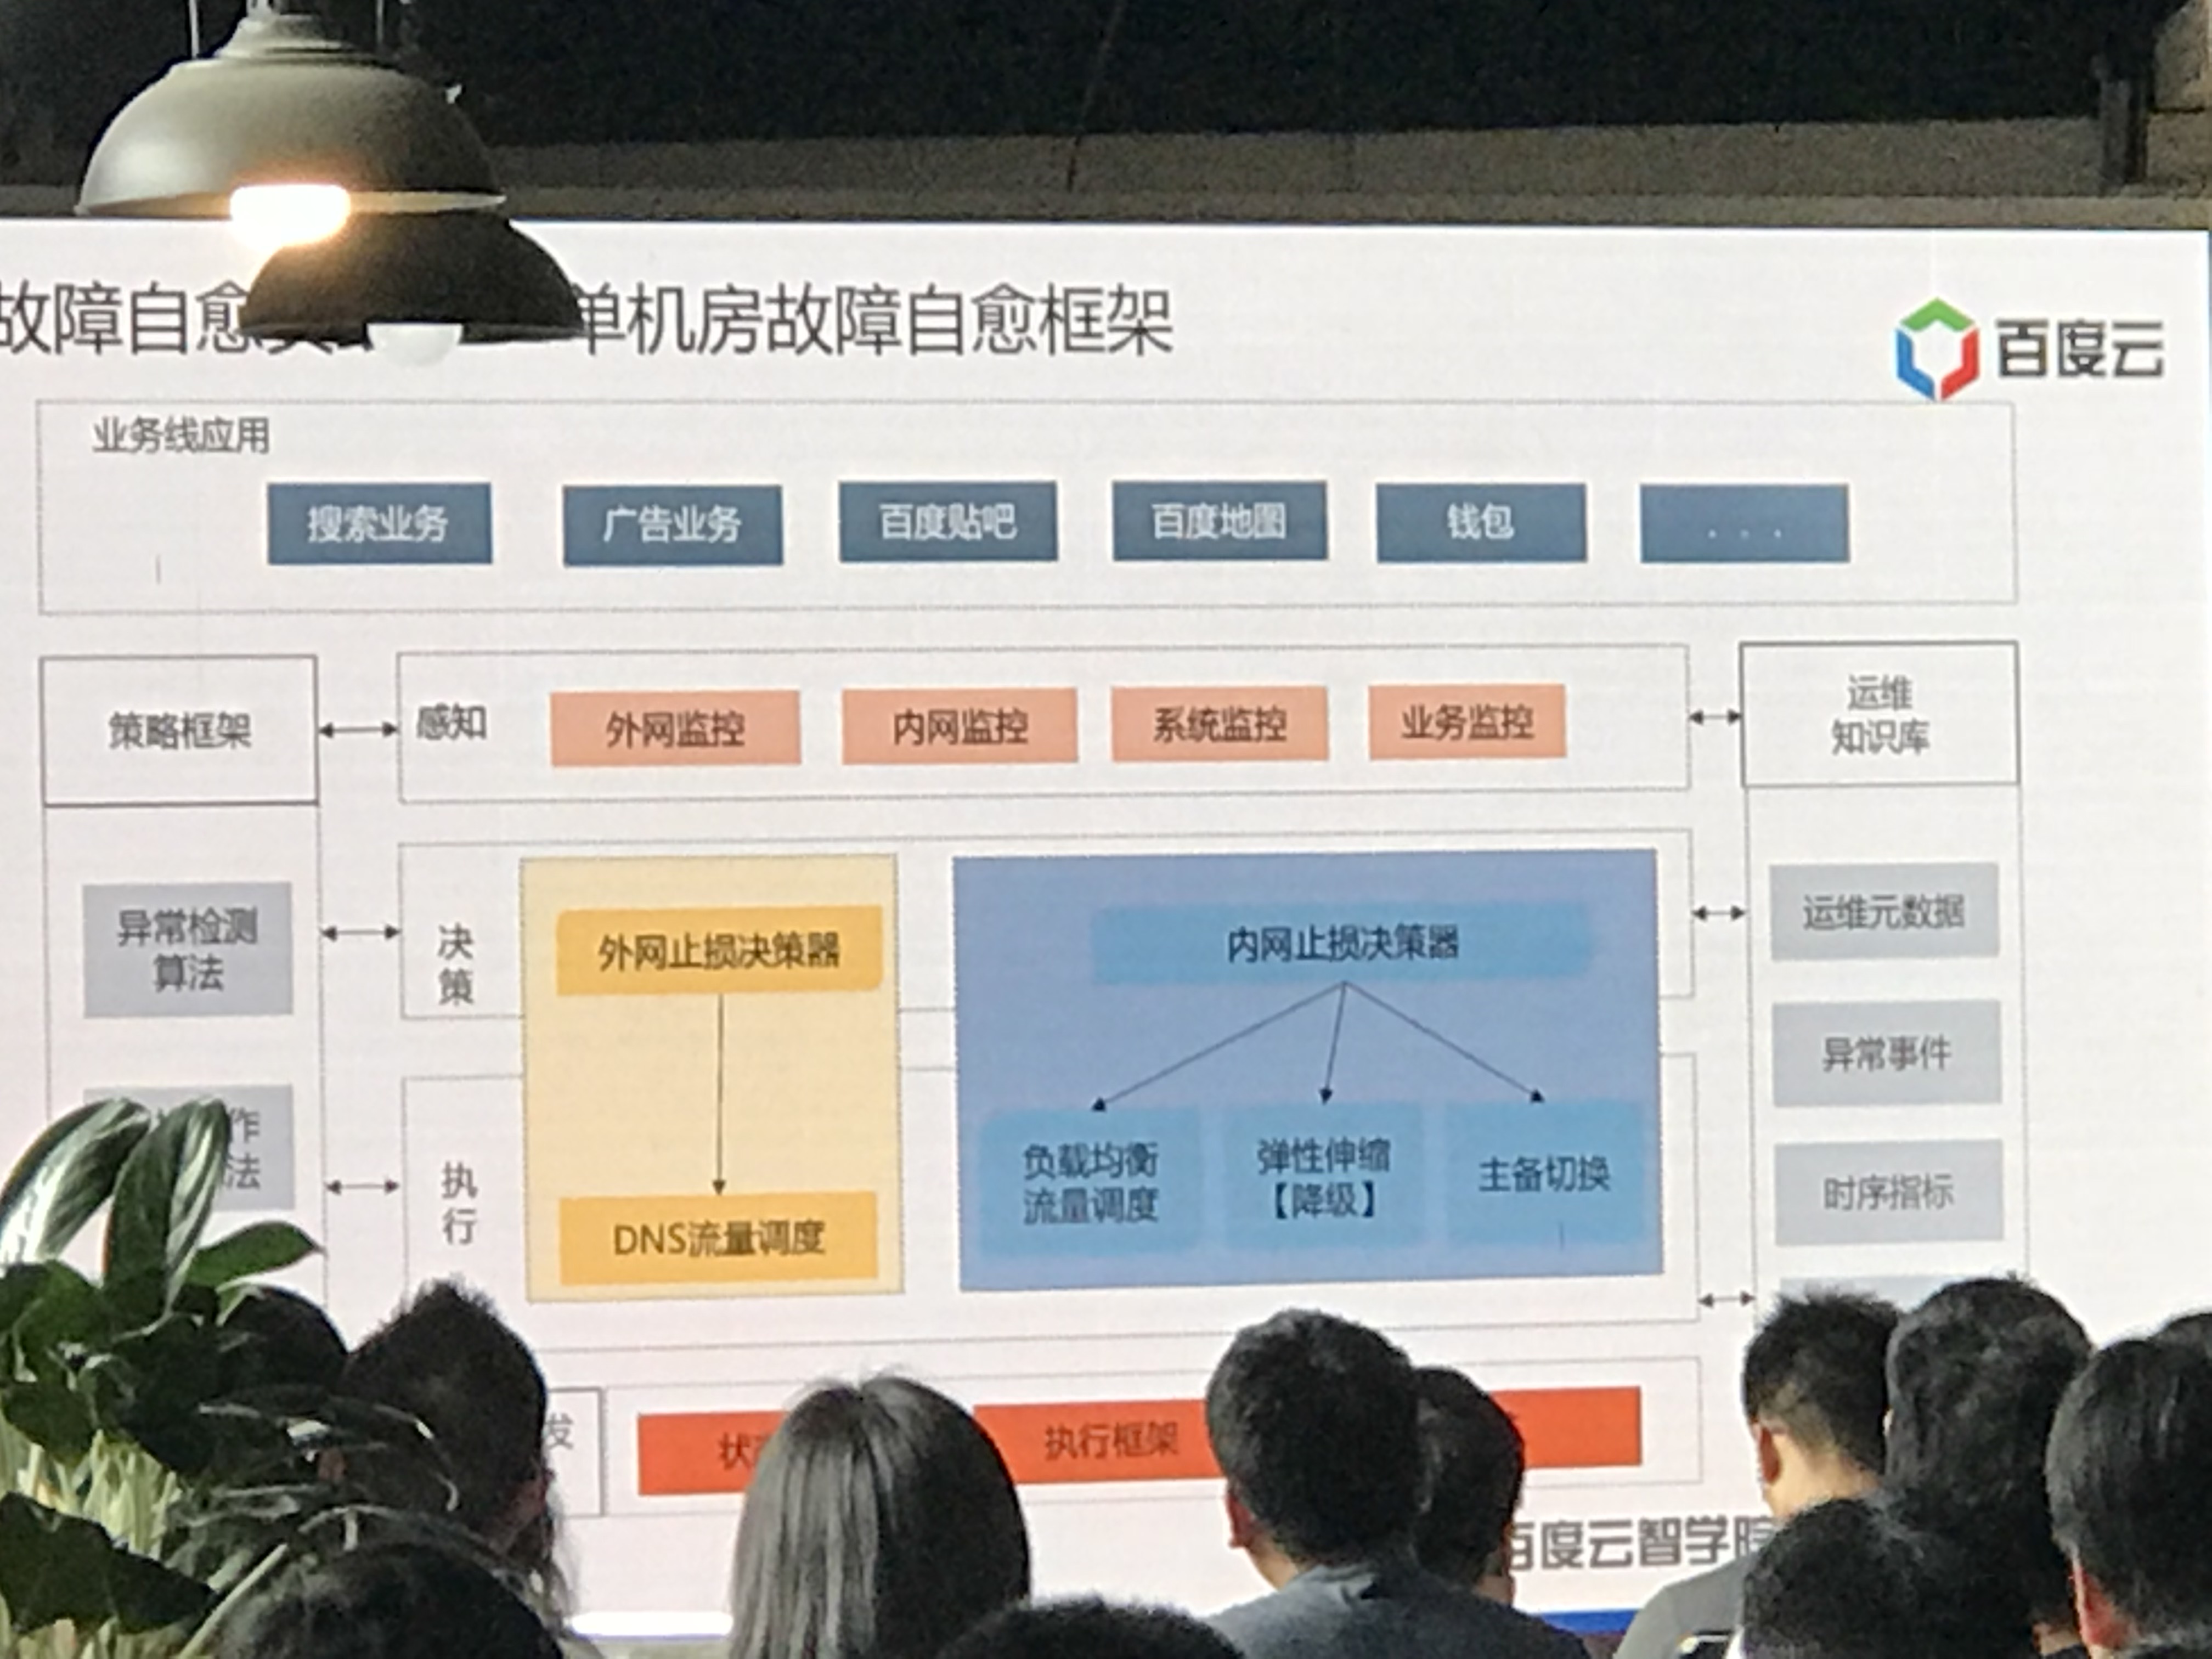 故障自愈
单机房故障自愈框架
百度云
业务线应用
搜索业务
广告业务
百度贴吧
百度地图
钱包
. . .
策略框架
感知
外网监控
内网监控
系统监控
业务监控
运维
知识库
异常检测
算法
决
策
外网止损决策器
内网止损决策器
运维元数据
异常事件
作
法
执
行
DNS流量调度
负载均衡
流量调度
弹性伸缩
【降级】
主备切换
时序指标
发
状
执行框架
百度云智学院